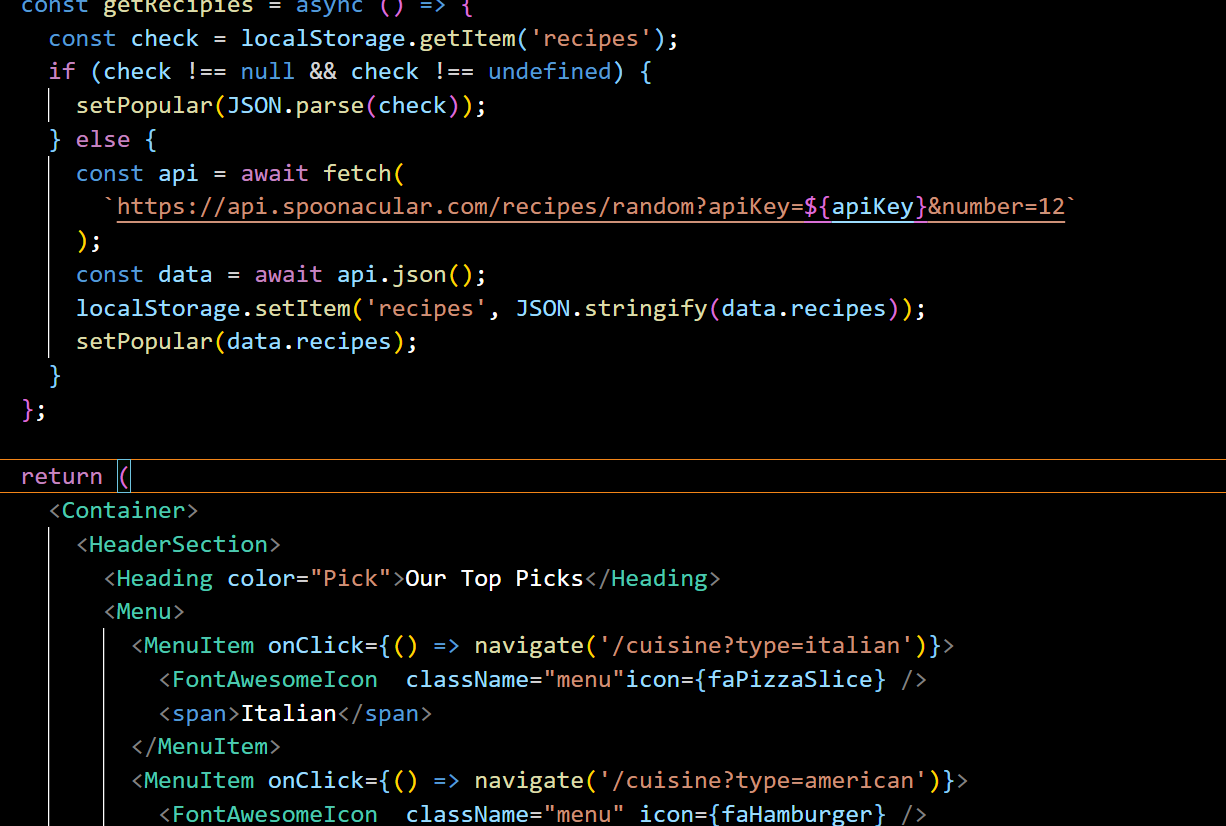 const getRecipies = async () => {
const check = localStorage.getItem('recipes');
if (check !== null && check !== undefined) {
setPopular(JSON.parse(check));
} else {
const api = await fetch(
`https://api.spoonacular.com/recipes/random?apiKey=${apiKey}&number=12`
);
const data = await api.json();
localStorage.setItem('recipes', JSON.stringify(data.recipes));
setPopular(data.recipes);
}
};
return (
<Container>
<HeaderSection>
<Heading color="Pick">Our Top Picks</Heading>
<Menu>
<MenuItem onClick={() => navigate('/cuisine?type=italian')}>
<FontAwesomeIcon  className="menu"icon={faPizzaSlice} />
<span>Italian</span>
</MenuItem>
<MenuItem onClick={() => navigate('/cuisine?type=american')}>
<FontAwesomeIcon  className="menu" icon={faHamburger} />